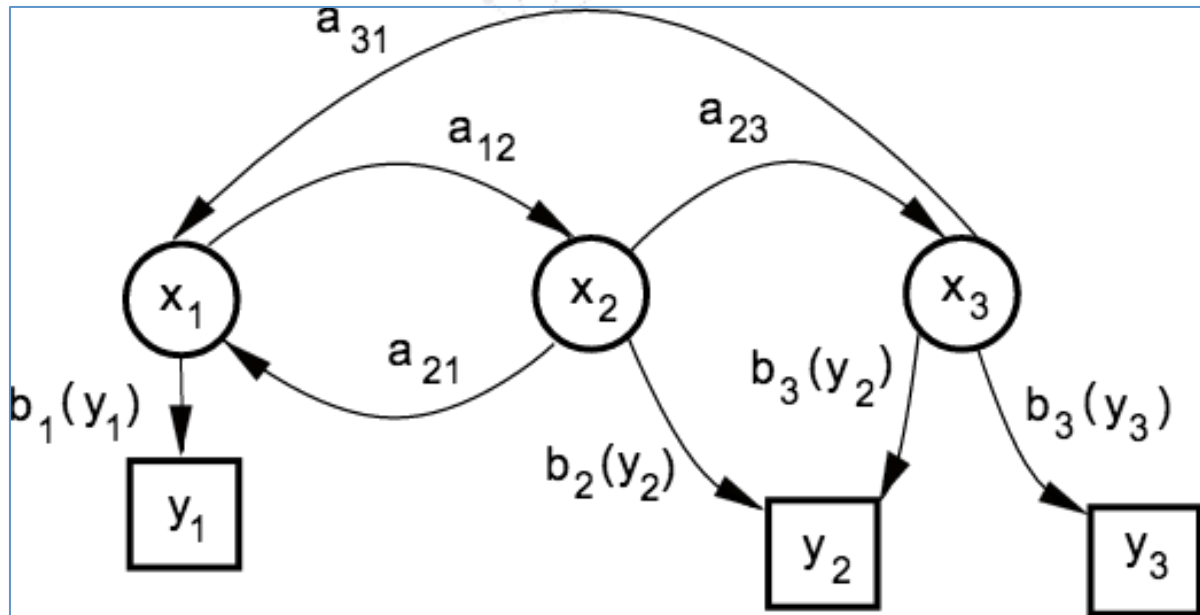 a31
a12
a23
x1
x2
x3
a21
b1(y1)
b2(y2)
b3(y2)
b3(y3)
y1
y2
y3